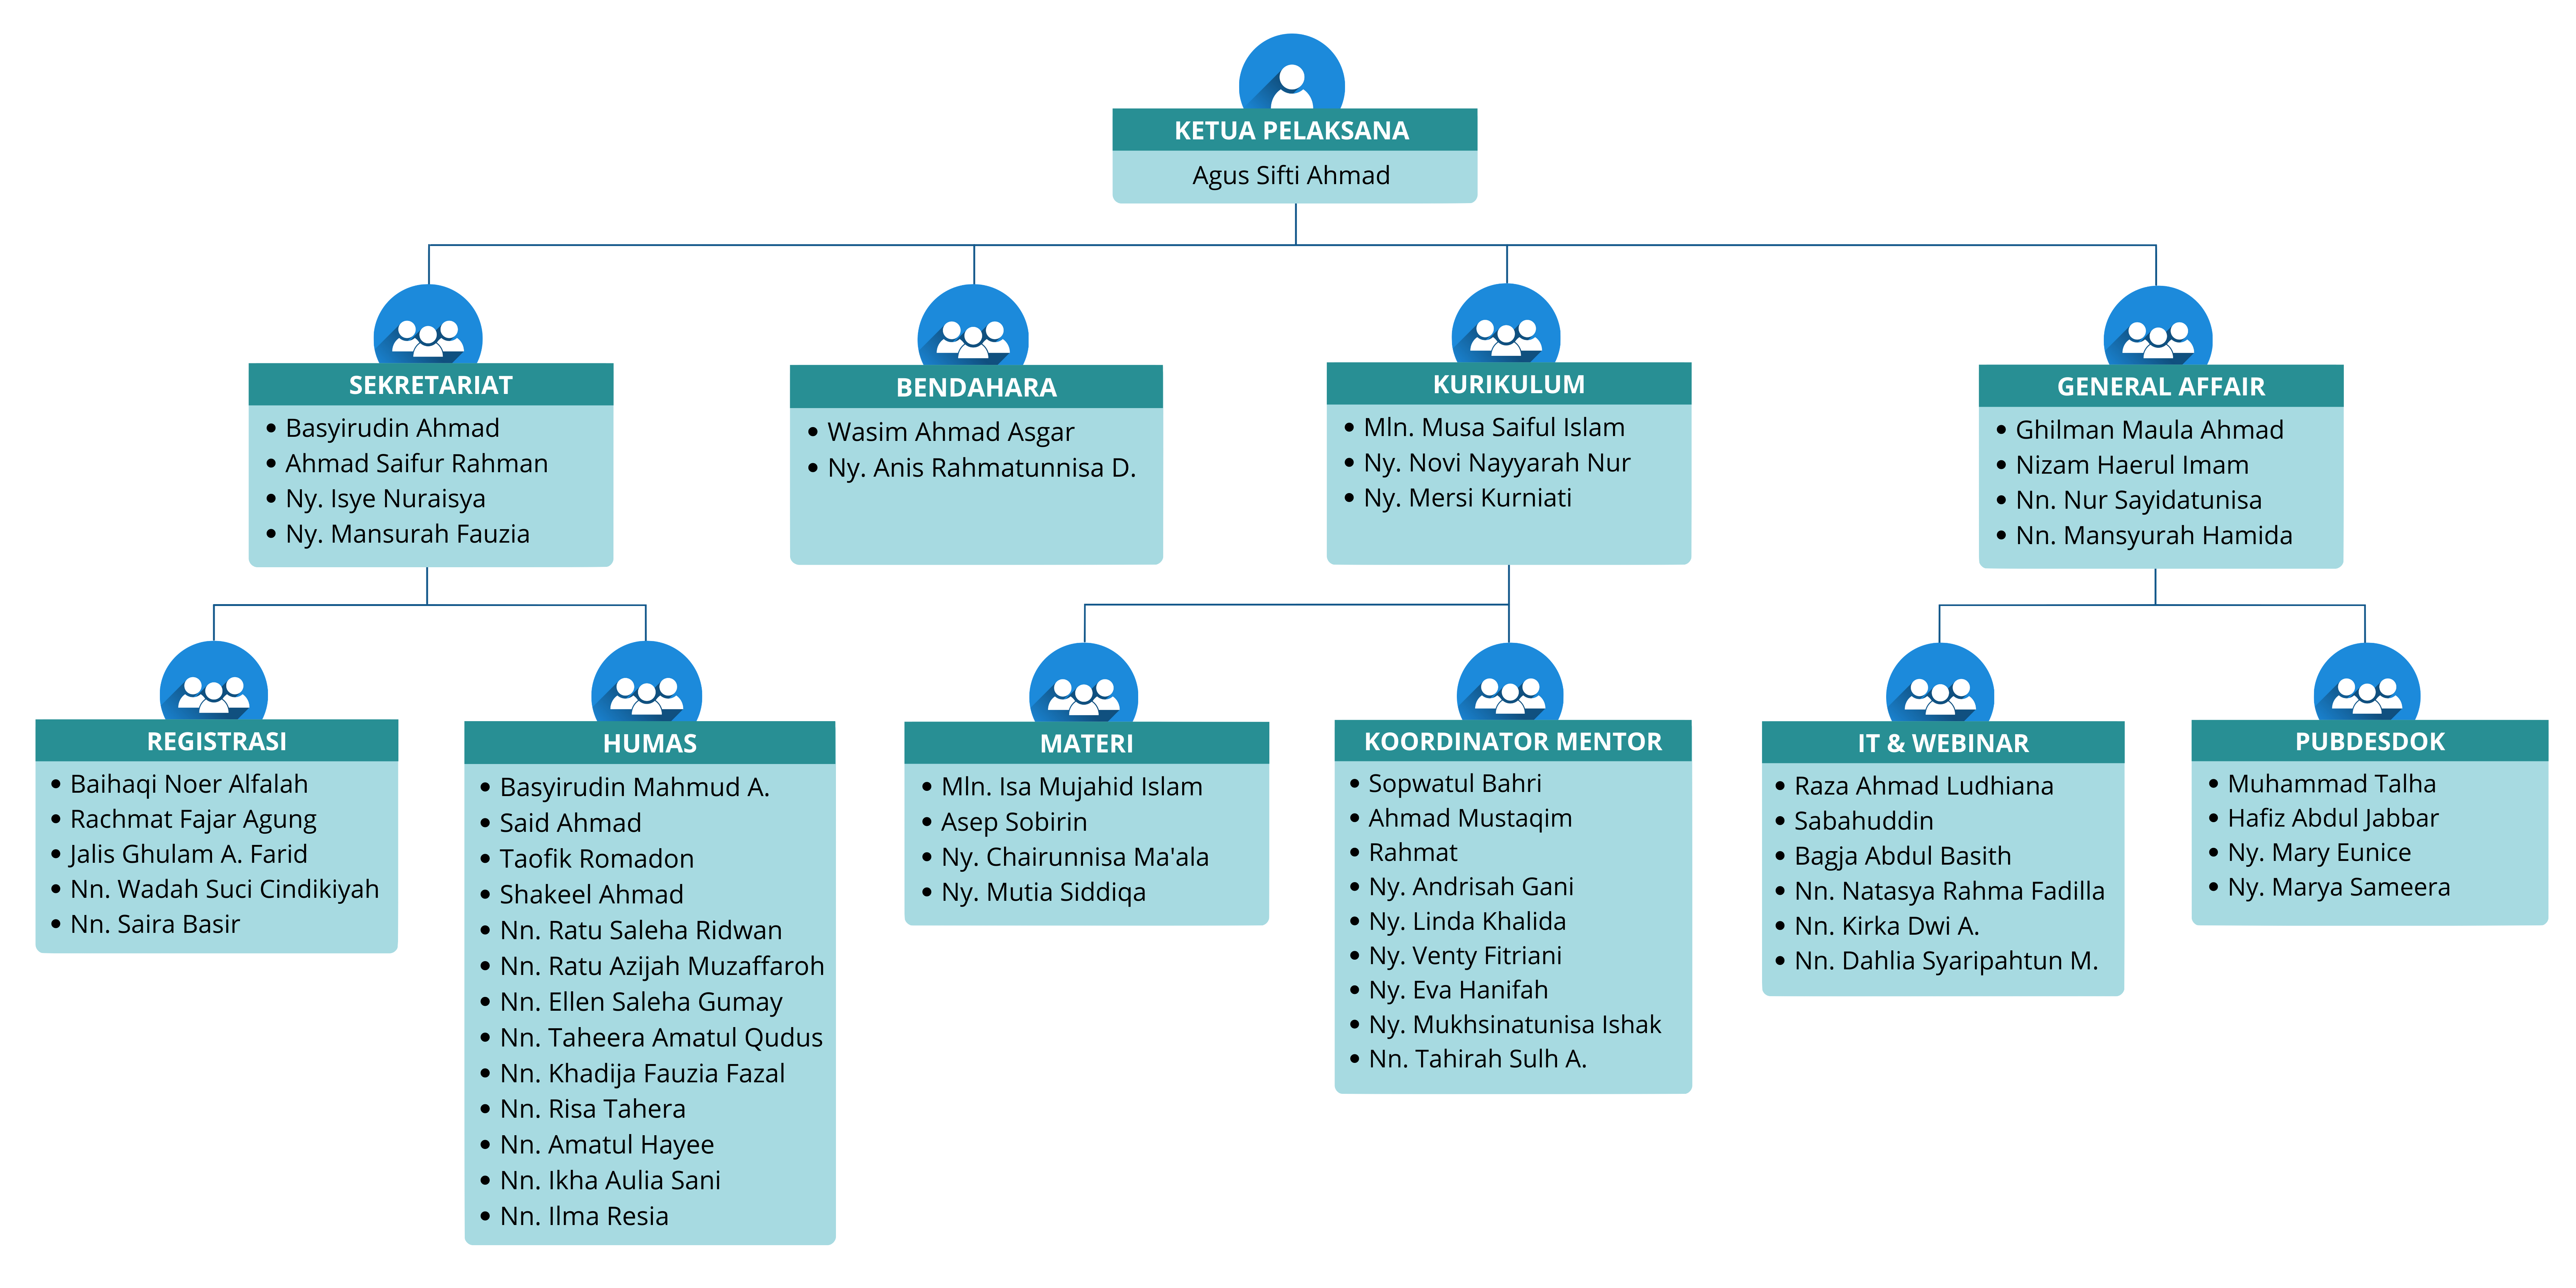 KETUA PELAKSANA
Agus Sifti Ahmad
SEKRETARIAT
• Basyirudin Ahmad
• Ahmad Saifur Rahman
• Ny. Isye Nuraisya
• Ny. Mansurah Fauzia
BENDAHARA
• Wasim Ahmad Asgar
• Ny. Anis Rahmatunnisa D.
KURIKULUM
• Mln. Musa Saiful Islam
• Ny. Novi Nayyarah Nur
• Ny. Mersi Kurniati
GENERAL AFFAIR
• Ghilman Maula Ahmad
• Nizam Haerul Imam
• Nn. Nur Sayidatunisa
• Nn. Mansyurah Hamida
REGISTRASI
• Baihaqi Noer Alfalah
• Rachmat Fajar Agung
• Jalis Ghulam A. Farid
• Nn. Wadah Suci Cindikiyah
• Nn. Saira Basir
HUMAS
• Basyirudin Mahmud A.
• Said Ahmad
• Taofik Romadon
• Shakeel Ahmad
• Nn. Ratu Saleha Ridwan
• Nn. Ratu Azijah Muzaffaroh
• Nn. Ellen Saleha Gumay
• Nn. Taheera Amatul Qudus
• Nn. Khadija Fauzia Fazal
• Nn. Risa Tahera
• Nn. Amatul Hayee
• Nn. Ikha Aulia Sani
• Nn. Ilma Resia
MATERI
• Mln. Isa Mujahid Islam
• Asep Sobirin
• Ny. Chairunnisa Ma'ala
• Ny. Mutia Siddiqa
KOORDINATOR MENTOR
• Sopwatul Bahri
• Ahmad Mustaqim
• Rahmat
• Ny. Andrisah Gani
• Ny. Linda Khalida
• Ny. Venty Fitriani
• Ny. Eva Hanifah
• Ny. Mukhsinatunisa Ishak
• Nn. Tahirah Sulh A.
IT & WEBINAR
• Raza Ahmad Ludhiana
• Sabahuddin
• Bagja Abdul Basith
• Nn. Natasya Rahma Fadilla
• Nn. Kirka Dwi A.
• Nn. Dahlia Syaripahtun M.
PUBDESDOK
• Muhammad Talha
• Hafiz Abdul Jabbar
• Ny. Mary Eunice
• Ny. Marya Sameera